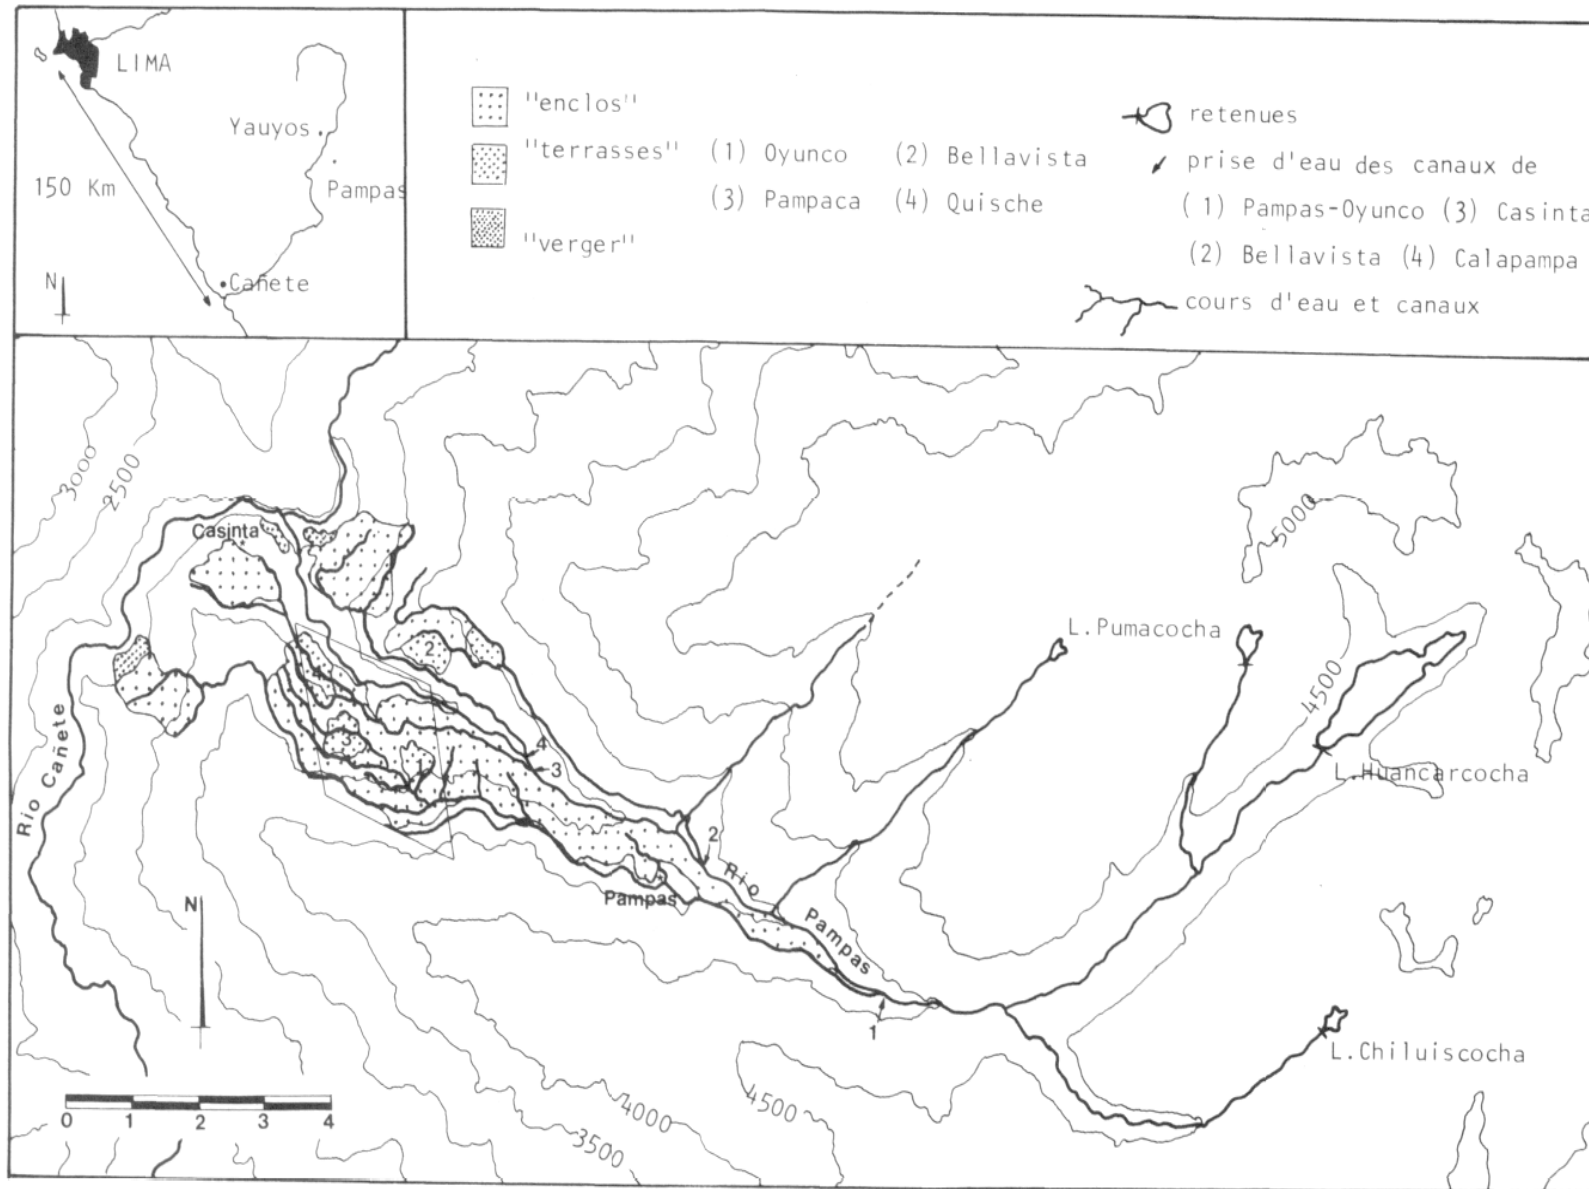 LIMA
Yauyos
150 Km
Pampas
N
Cañete
"enclos"
"terrasses" (1) Oyunco (2) Bellavista
(3) Pampaca (4) Quische
"verger"
retenues
prise d'eau des canaux de
(1) Pampas-Oyunco (3) Casinta
(2) Bellavista (4) Calapampa
cours d'eau et canaux
3000
2500
5000
Casinta
L.Pumacocha
2
4
4500
3
Rio Cañete
4
3
L.Huancarcocha
2
Rio Pampas
Pampas
N
1
L.Chiluiscocha
0 1 2 3 4
4000
4500
3500